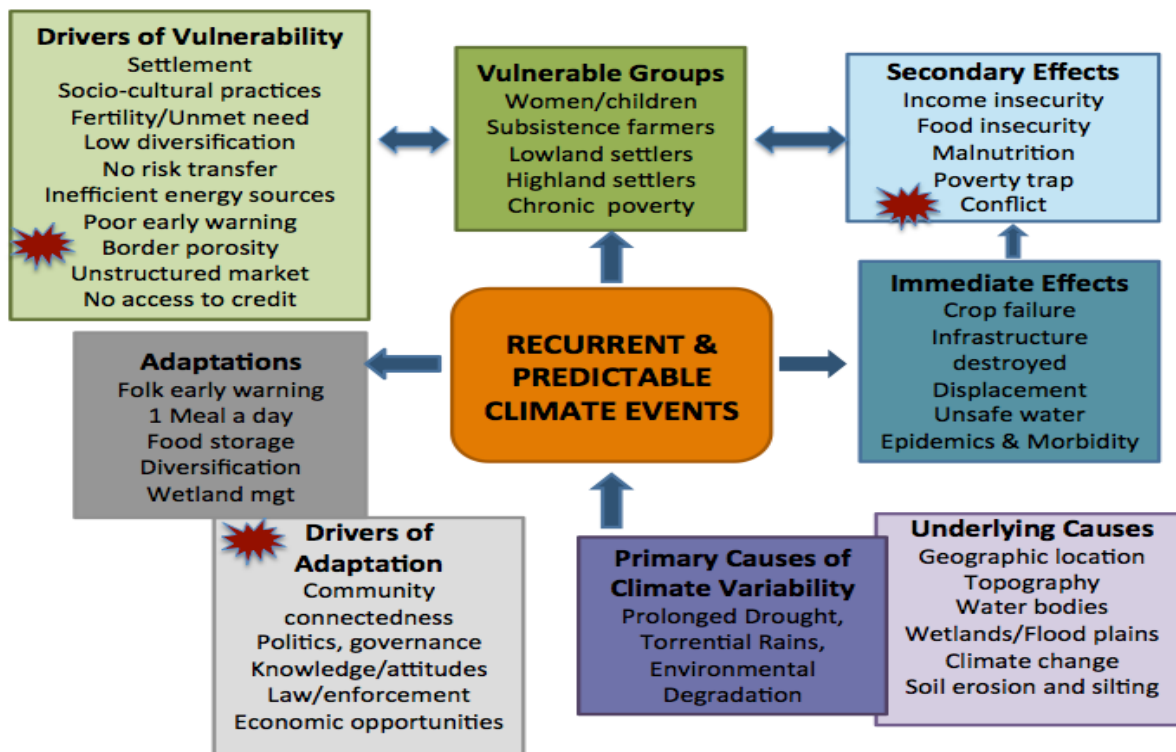 Drivers of Vulnerability
Settlement
Socio-cultural practices
Fertility/Unmet need
Low diversification
No risk transfer
Inefficient energy sources
Poor early warning
Border porosity
Unstructured market
No access to credit
Vulnerable Groups
Women/children
Subsistence farmers
Lowland settlers
Highland settlers
Chronic poverty
Secondary Effects
Income insecurity
Food insecurity
Malnutrition
Poverty trap
Conflict
Adaptations
Folk early warning
1 Meal a day
Food storage
Diversification
Wetland mgt
RECURRENT &
PREDICTABLE
CLIMATE EVENTS
Immediate Effects
Crop failure
Infrastructure
destroyed
Displacement
Unsafe water
Epidemics & Morbidity
Drivers of
Adaptation
Community
connectedness
Politics, governance
Knowledge/attitudes
Law/enforcement
Economic opportunities
Primary Causes of
Climate Variability
Prolonged Drought,
Torrential Rains,
Environmental
Degradation
Underlying Causes
Geographic location
Topography
Water bodies
Wetlands/Flood plains
Climate change
Soil erosion and silting